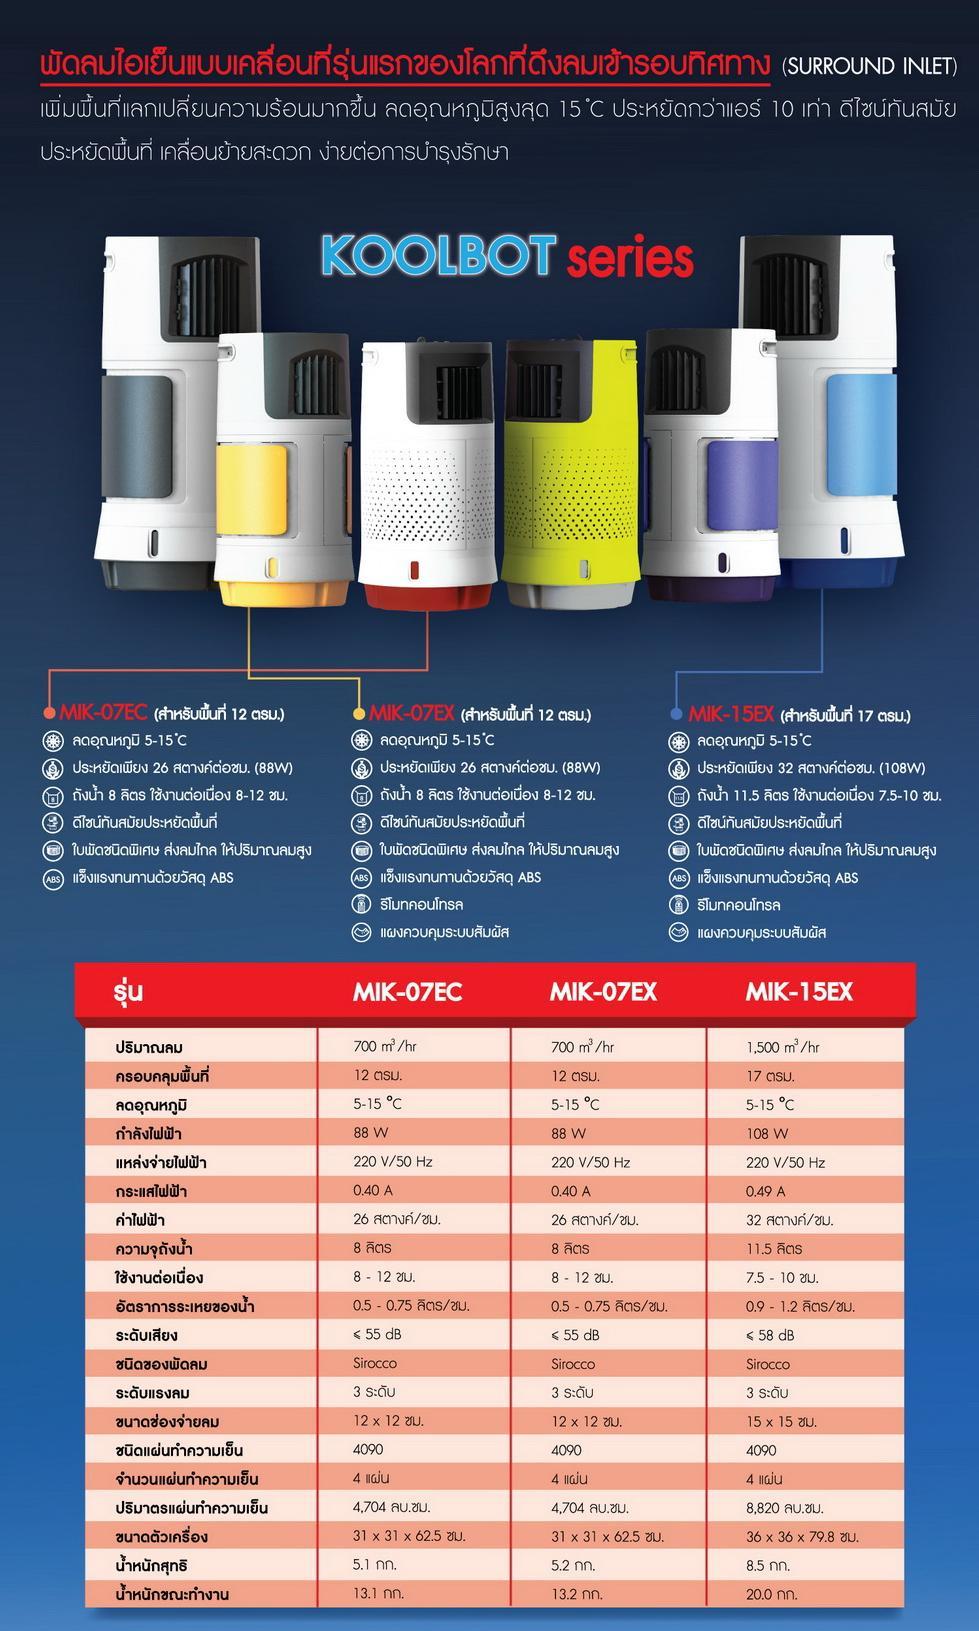 พัดลมไอเย็นแบบเคลื่อนที่รุ่นแรกของโลกที่ดึงลมเข้ารอบทิศทาง (SURROUND INLET)
เพิ่มพื้นที่แลกเปลี่ยนความร้อนมากขึ้น ลดอุณหภูมิสูงสุด 15 ํC ประหยัดกว่าแอร์ 10 เท่า ดีไซน์ทันสมัย
ประหยัดพื้นที่ เคลื่อนย้ายสะดวก ง่ายต่อการบำรุงรักษา
KOOLBOT series
MIK-07EC (สำหรับพื้นที่ 12 ตรม.)
ลดอุณหภูมิ 5-15 ํC
ประหยัดเพียง 26 สตางค์ต่อชม. (88W)
ถังน้ำ 8 ลิตร ใช้งานต่อเนื่อง 8-12 ชม.
ดีไซน์ทันสมัยประหยัดพื้นที่
ใบพัดชนิดพิเศษ ส่งลมไกล ให้ปริมาณลมสูง
ABS แข็งแรงทนทานด้วยวัสดุ ABS
MIK-07EX (สำหรับพื้นที่ 12 ตรม.)
ลดอุณหภูมิ 5-15 ํC
ประหยัดเพียง 26 สตางค์ต่อชม. (88W)
ถังน้ำ 8 ลิตร ใช้งานต่อเนื่อง 8-12 ชม.
ดีไซน์ทันสมัยประหยัดพื้นที่
ใบพัดชนิดพิเศษ ส่งลมไกล ให้ปริมาณลมสูง
ABS แข็งแรงทนทานด้วยวัสดุ ABS
รีโมทคอนโทรล
แผงควบคุมระบบสัมผัส
MIK-15EX (สำหรับพื้นที่ 17 ตรม.)
ลดอุณหภูมิ 5-15 ํC
ประหยัดเพียง 32 สตางค์ต่อชม. (108W)
ถังน้ำ 11.5 ลิตร ใช้งานต่อเนื่อง 7.5-10 ชม.
ดีไซน์ทันสมัยประหยัดพื้นที่
ใบพัดชนิดพิเศษ ส่งลมไกล ให้ปริมาณลมสูง
ABS แข็งแรงทนทานด้วยวัสดุ ABS
รีโมทคอนโทรล
แผงควบคุมระบบสัมผัส
รุ่น MIK-07EC MIK-07EX MIK-15EX
ปริมาณลม 700 m³/hr 700 m³/hr 1,500 m³/hr
ครอบคลุมพื้นที่ 12 ตรม. 12 ตรม. 17 ตรม.
ลดอุณหภูมิ 5-15 °C 5-15 °C 5-15 °C
กำลังไฟฟ้า 88 W 88 W 108 W
แหล่งจ่ายไฟฟ้า 220 V/50 Hz 220 V/50 Hz 220 V/50 Hz
กระแสไฟฟ้า 0.40 A 0.40 A 0.49 A
ค่าไฟฟ้า 26 สตางค์/ชม. 26 สตางค์/ชม. 32 สตางค์/ชม.
ความจุถังน้ำ 8 ลิตร 8 ลิตร 11.5 ลิตร
ใช้งานต่อเนื่อง 8 - 12 ชม. 8 - 12 ชม. 7.5 - 10 ชม.
อัตราการระเหยของน้ำ 0.5 - 0.75 ลิตร/ชม. 0.5 - 0.75 ลิตร/ชม. 0.9 - 1.2 ลิตร/ชม.
ระดับเสียง ⩽ 55 dB ⩽ 55 dB ⩽ 58 dB
ชนิดของพัดลม Sirocco Sirocco Sirocco
ระดับแรงลม 3 ระดับ 3 ระดับ 3 ระดับ
ขนาดช่องจ่ายลม 12 x 12 ซม. 12 x 12 ซม. 15 x 15 ซม.
ชนิดแผ่นทำความเย็น 4090 4090 4090
จำนวนแผ่นทำความเย็น 4 แผ่น 4 แผ่น 4 แผ่น
ปริมาตรแผ่นทำความเย็น 4,704 ลบ.ซม. 4,704 ลบ.ซม. 8,820 ลบ.ซม.
ขนาดตัวเครื่อง 31 x 31 x 62.5 ซม. 31 x 31 x 62.5 ซม. 36 x 36 x 79.8 ซม.
น้ำหนักสุทธิ 5.1 กก. 5.2 กก. 8.5 กก.
น้ำหนักขณะทำงาน 13.1 กก. 13.2 กก. 20.0 กก.